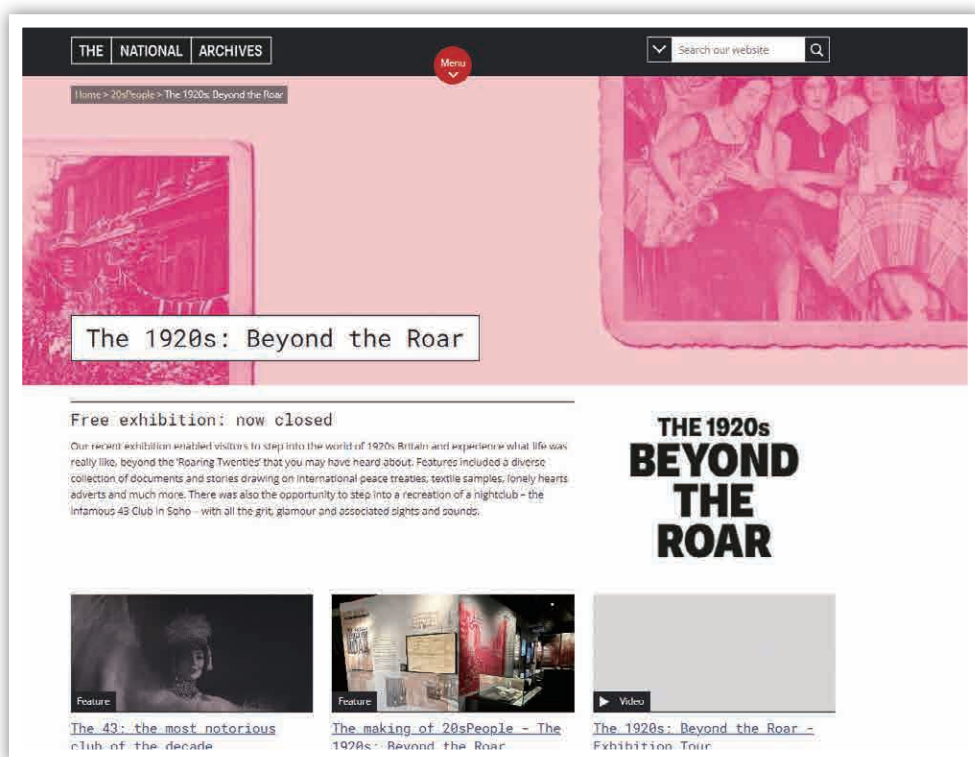 THE NATIONAL ARCHIVES
Menu
Search our website
Home > 20sPeople > The 1920s: Beyond the Roar
The 1920s: Beyond the Roar
Free exhibition: now closed
Our recent exhibition enabled visitors to step into the world of 1920s Britain and experience what life was
really like, beyond the 'Roaring Twenties' that you may have heard about. Features included a diverse
collection of documents and stories drawing on international peace treaties, textile samples, lonely hearts
adverts and much more. There was also the opportunity to step into a recreation of a nightclub – the
infamous 43 Club in Soho – with all the grit, glamour and associated sights and sounds.
THE 1920s
BEYOND
THE
ROAR
Feature
The 43: the most notorious
club of the decade
Feature
The making of 20sPeople – The
1920s: Beyond the Roar
Video
The 1920s: Beyond the Roar –
Exhibition Tour